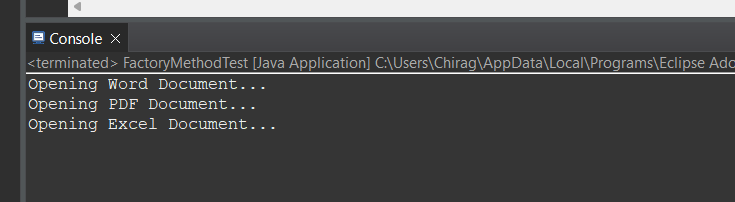 Console
<terminated> FactoryMethodTest [Java Application] C:\Users\Chirag\AppData\Local\Programs\Eclipse Ado
Opening Word Document...
Opening PDF Document...
Opening Excel Document...